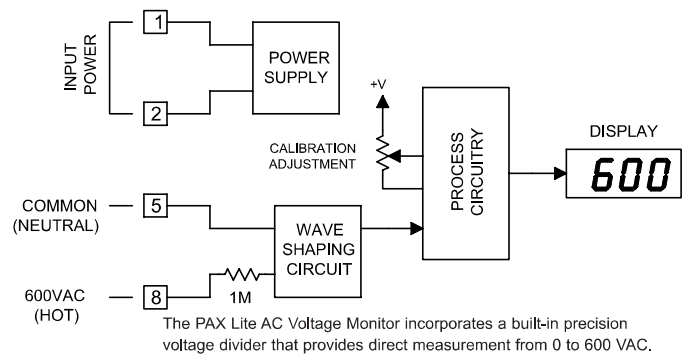 1
INPUT
POWER
2
POWER
SUPPLY
+V
CALIBRATION
ADJUSTMENT
PROCESS
CIRCUITRY
DISPLAY
600
COMMON
(NEUTRAL)
5
WAVE
SHAPING
CIRCUIT
600VAC
(HOT)
8
1M
The PAX Lite AC Voltage Monitor incorporates a built-in precision
voltage divider that provides direct measurement from 0 to 600 VAC.